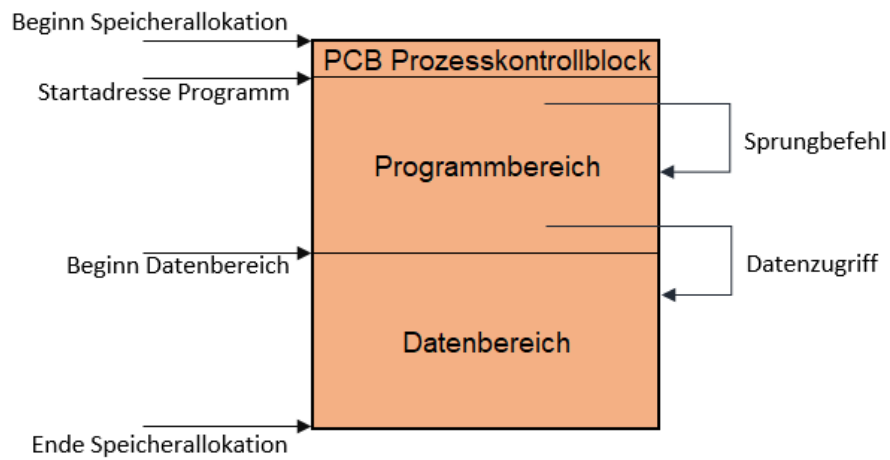 Beginn Speicherallokation
PCB Prozesskontrollblock
Startadresse Programm
Sprungbefehl
Programmbereich
Beginn Datenbereich
Datenzugriff
Datenbereich
Ende Speicherallokation